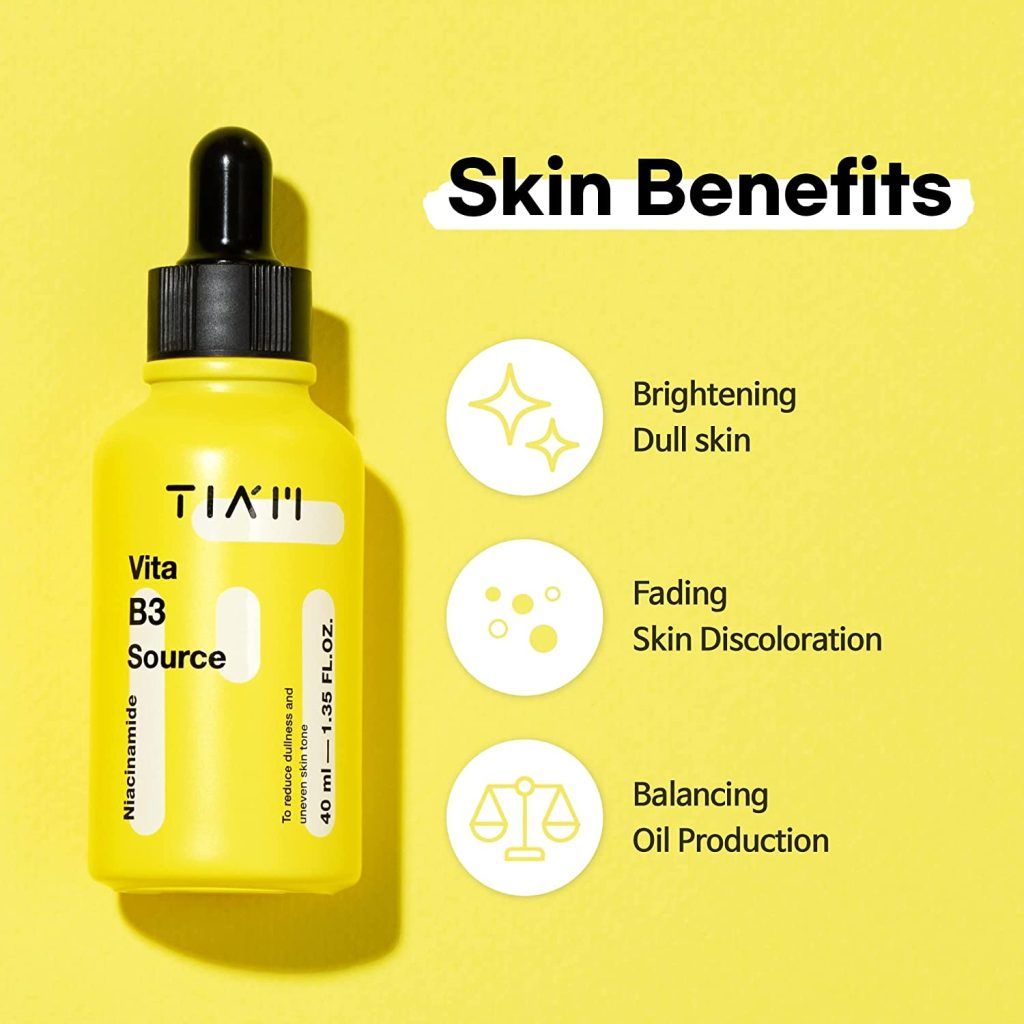 TIAM
Vita
B3
Source
Niacinamide
To reduce dullness and
uneven skin tone
40 ml — 1.35 FL.OZ.
Skin Benefits
Brightening
Dull skin
Fading
Skin Discoloration
Balancing
Oil Production